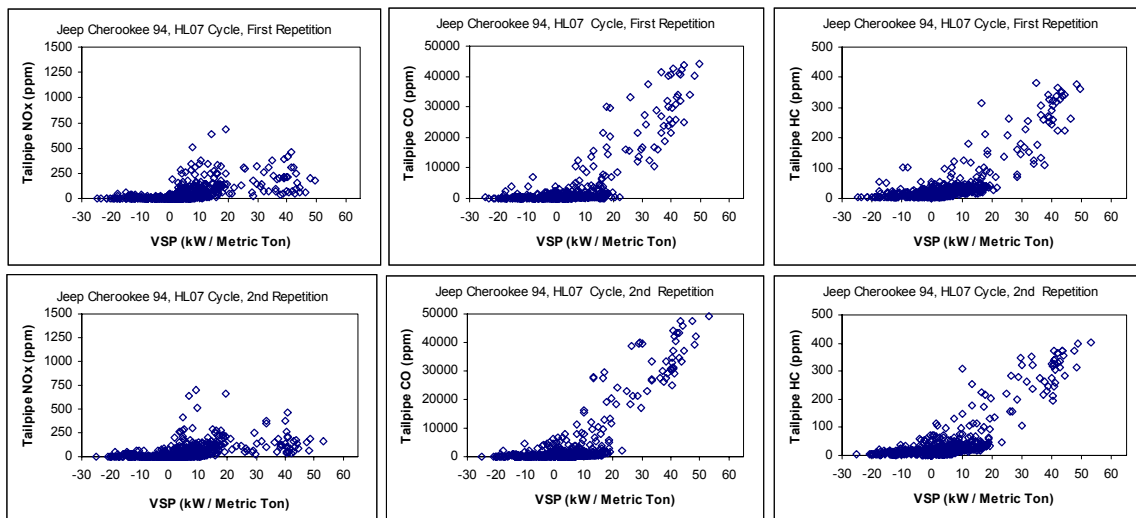 Jeep Cherookee 94, HL07 Cycle, First Repetition
Tailpipe NOx (ppm)
1500
1250
1000
750
500
250
0
-30 -20 -10 0 10 20 30 40 50 60
VSP (kW / Metric Ton)
Jeep Cherookee 94, HL07 Cycle, First Repetition
Tailpipe CO (ppm)
50000
40000
30000
20000
10000
0
-30 -20 -10 0 10 20 30 40 50 60
VSP (kW / Metric Ton)
Jeep Cherookee 94, HL07 Cycle, First Repetition
Tailpipe HC (ppm)
500
400
300
200
100
0
-30 -20 -10 0 10 20 30 40 50 60
VSP (kW / Metric Ton)
Jeep Cherookee 94, HL07 Cycle, 2nd Repetition
Tailpipe NOx (ppm)
1500
1250
1000
750
500
250
0
-30 -20 -10 0 10 20 30 40 50 60
VSP (kW / Metric Ton)
Jeep Cherookee 94, HL07 Cycle, 2nd Repetition
Tailpipe CO (ppm)
50000
40000
30000
20000
10000
0
-30 -20 -10 0 10 20 30 40 50 60
VSP (kW / Metric Ton)
Jeep Cherookee 94, HL07 Cycle, 2nd Repetition
Tailpipe HC (ppm)
500
400
300
200
100
0
-30 -20 -10 0 10 20 30 40 50 60
VSP (kW / Metric Ton)